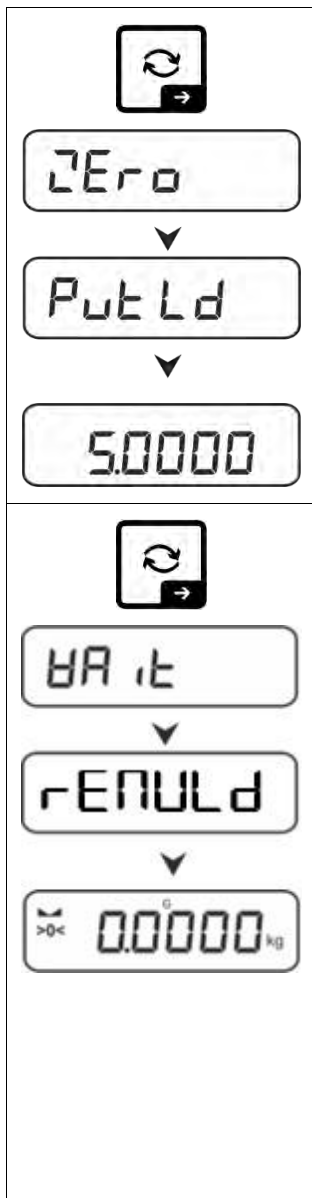 ZEro
PutLd
5.0000
WAit
rEMULd
G
>0< 0.0000 kg